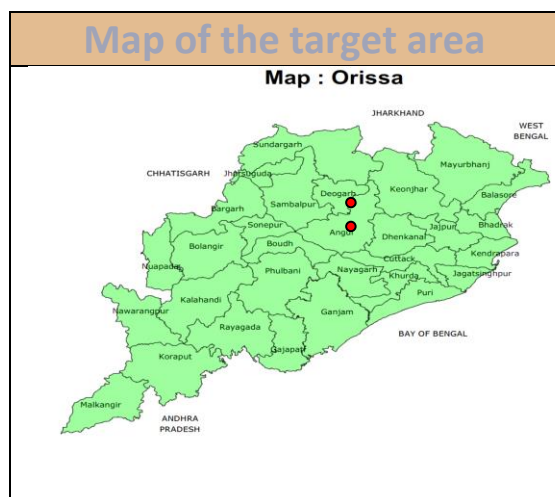 Map of the target area
Map : Orissa
JHARKHAND
WEST
BENGAL
Sundargarh
Mayurbhanj
CHHATISGARH
Jharsuguda
Deogarh
Keonjhar
Balasore
Sambalpur
Bargarh
Sonepur
Angul
Jajpur
Bhadrak
Dhenkanal
Bolangir
Boudh
Kendrapara
Cuttack
Nuapada
Phulbani
Nayagarh
Khurda
Jagatsinghpur
Puri
Kalahandi
Nawarangpur
Ganjam
Rayagada
BAY OF BENGAL
Gajapati
Koraput
Malkangir
ANDHRA
PRADESH